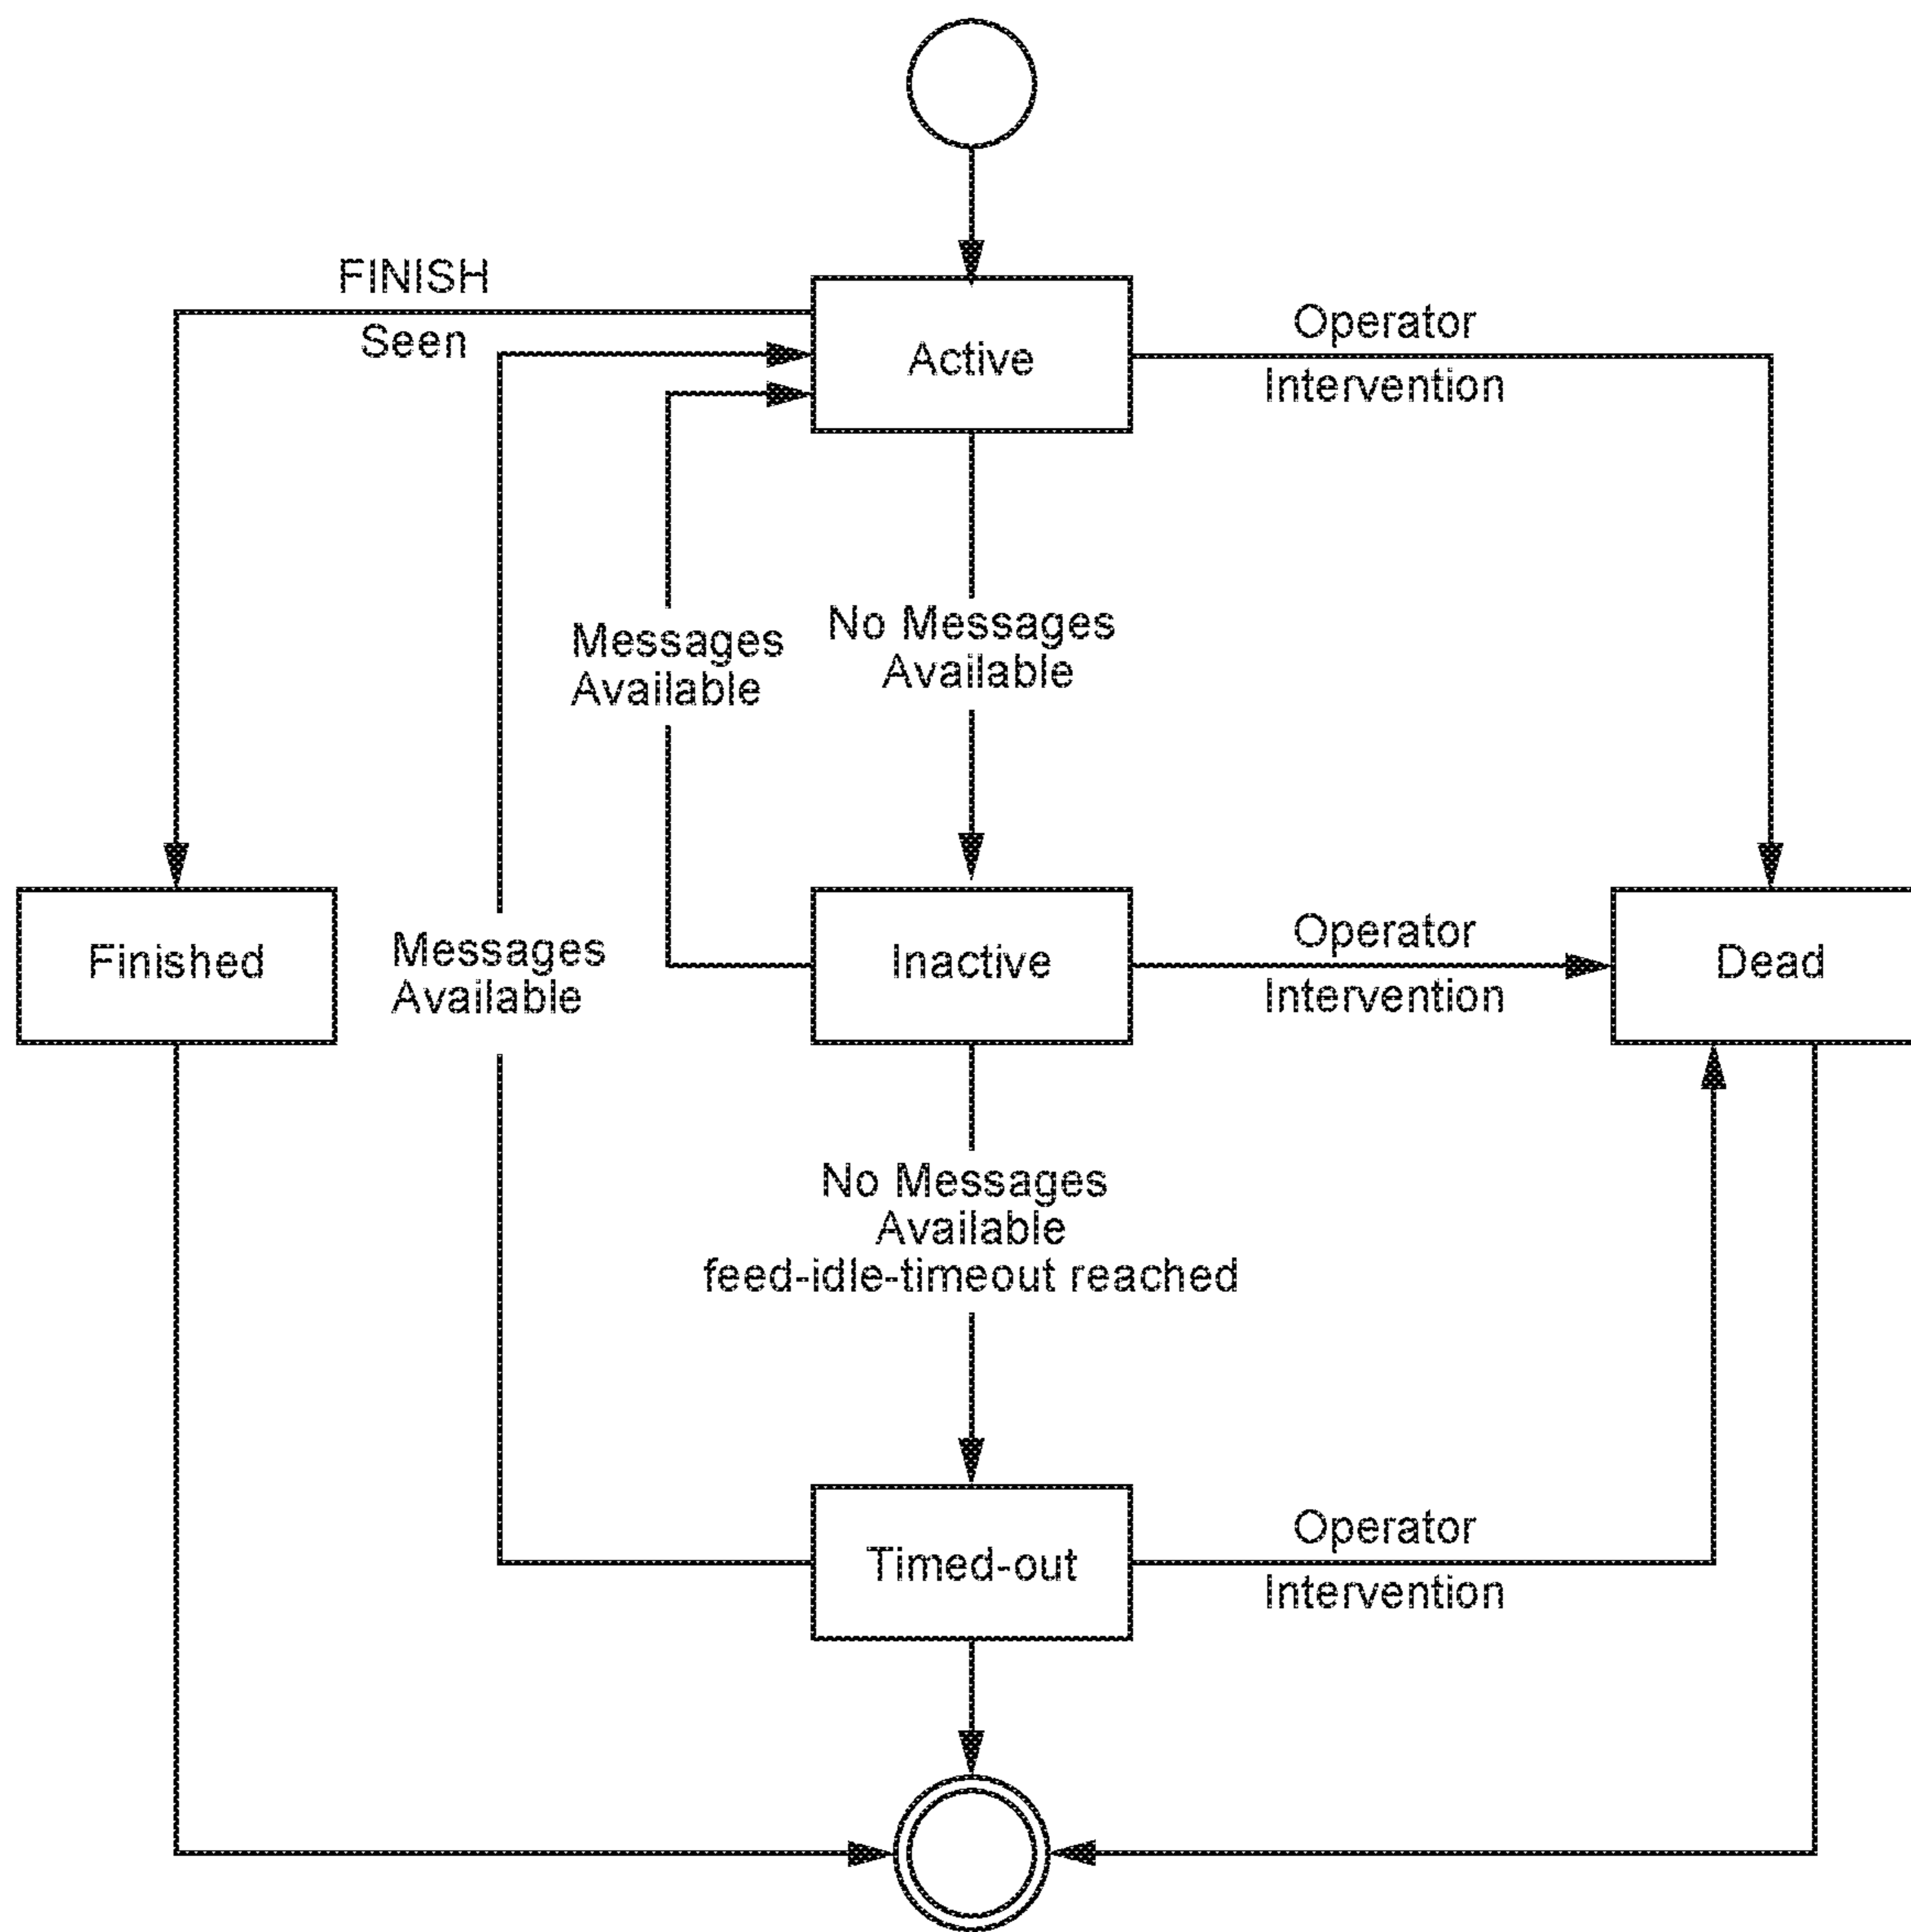 FINISH
Seen
Active
Operator
Intervention
Messages
Available
No Messages
Available
Finished
Messages
Available
Inactive
Operator
Intervention
Dead
No Messages
Available
feed-idle-timeout reached
Timed-out
Operator
Intervention